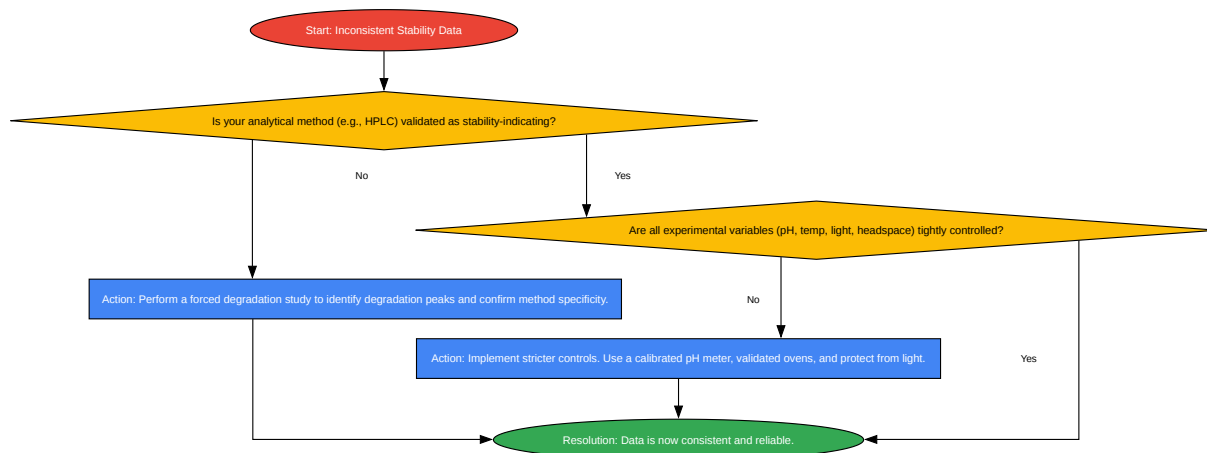 Start: Inconsistent Stability Data
Is your analytical method (e.g., HPLC) validated as stability-indicating?
No
Yes
Are all experimental variables (pH, temp, light, headspace) tightly controlled?
Action: Perform a forced degradation study to identify degradation peaks and confirm method specificity.
No
Action: Implement stricter controls. Use a calibrated pH meter, validated ovens, and protect from light.
Yes
Resolution: Data is now consistent and reliable.